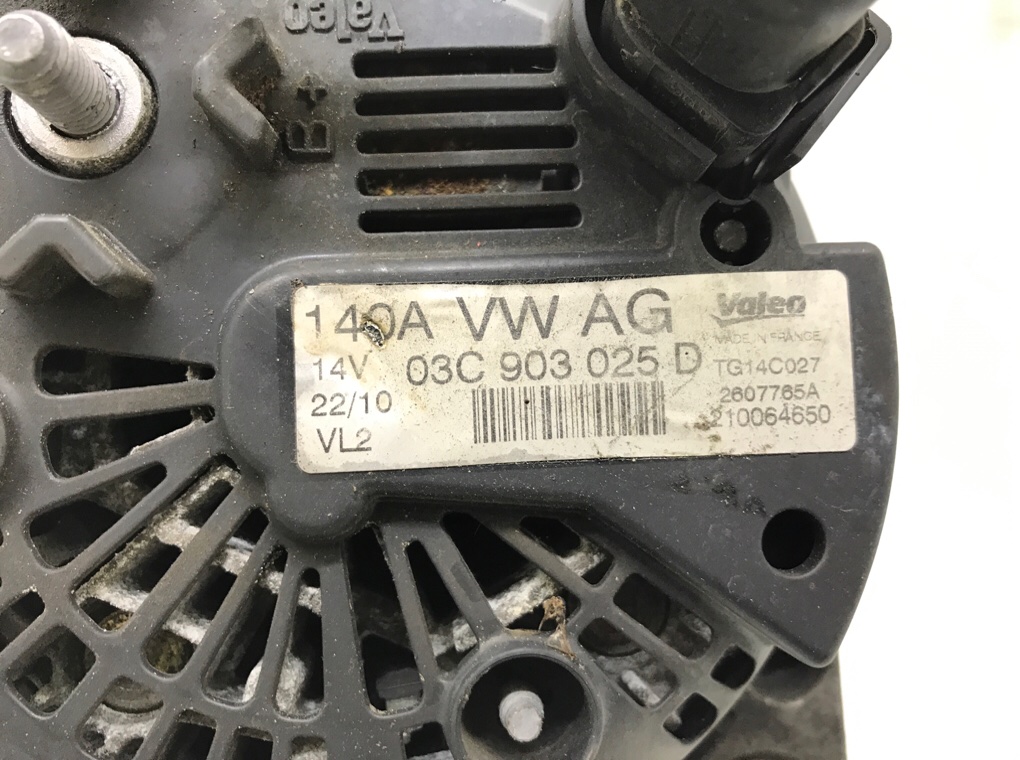 Valeo
B+
140A VW AG Valeo
MADE IN FRANCE
14V 03C 903 025 D TG14C027
22/10 2607765A
VL2 210064650